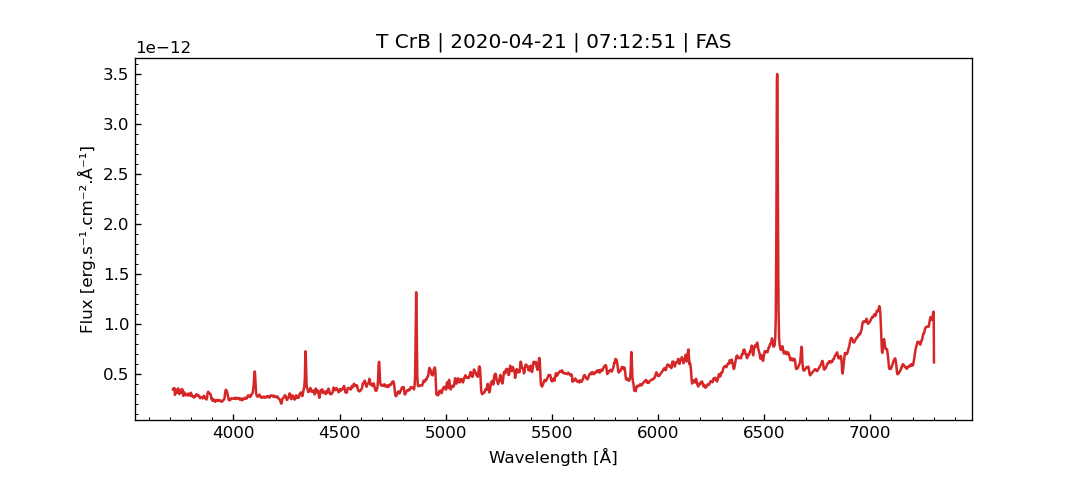 T CrB | 2020-04-21 | 07:12:51 | FAS
1e−12
3.5
3.0
2.5
2.0
1.5
1.0
0.5
Flux [erg.s⁻¹.cm⁻².Å⁻¹]
4000 4500 5000 5500 6000 6500 7000
Wavelength [Å]